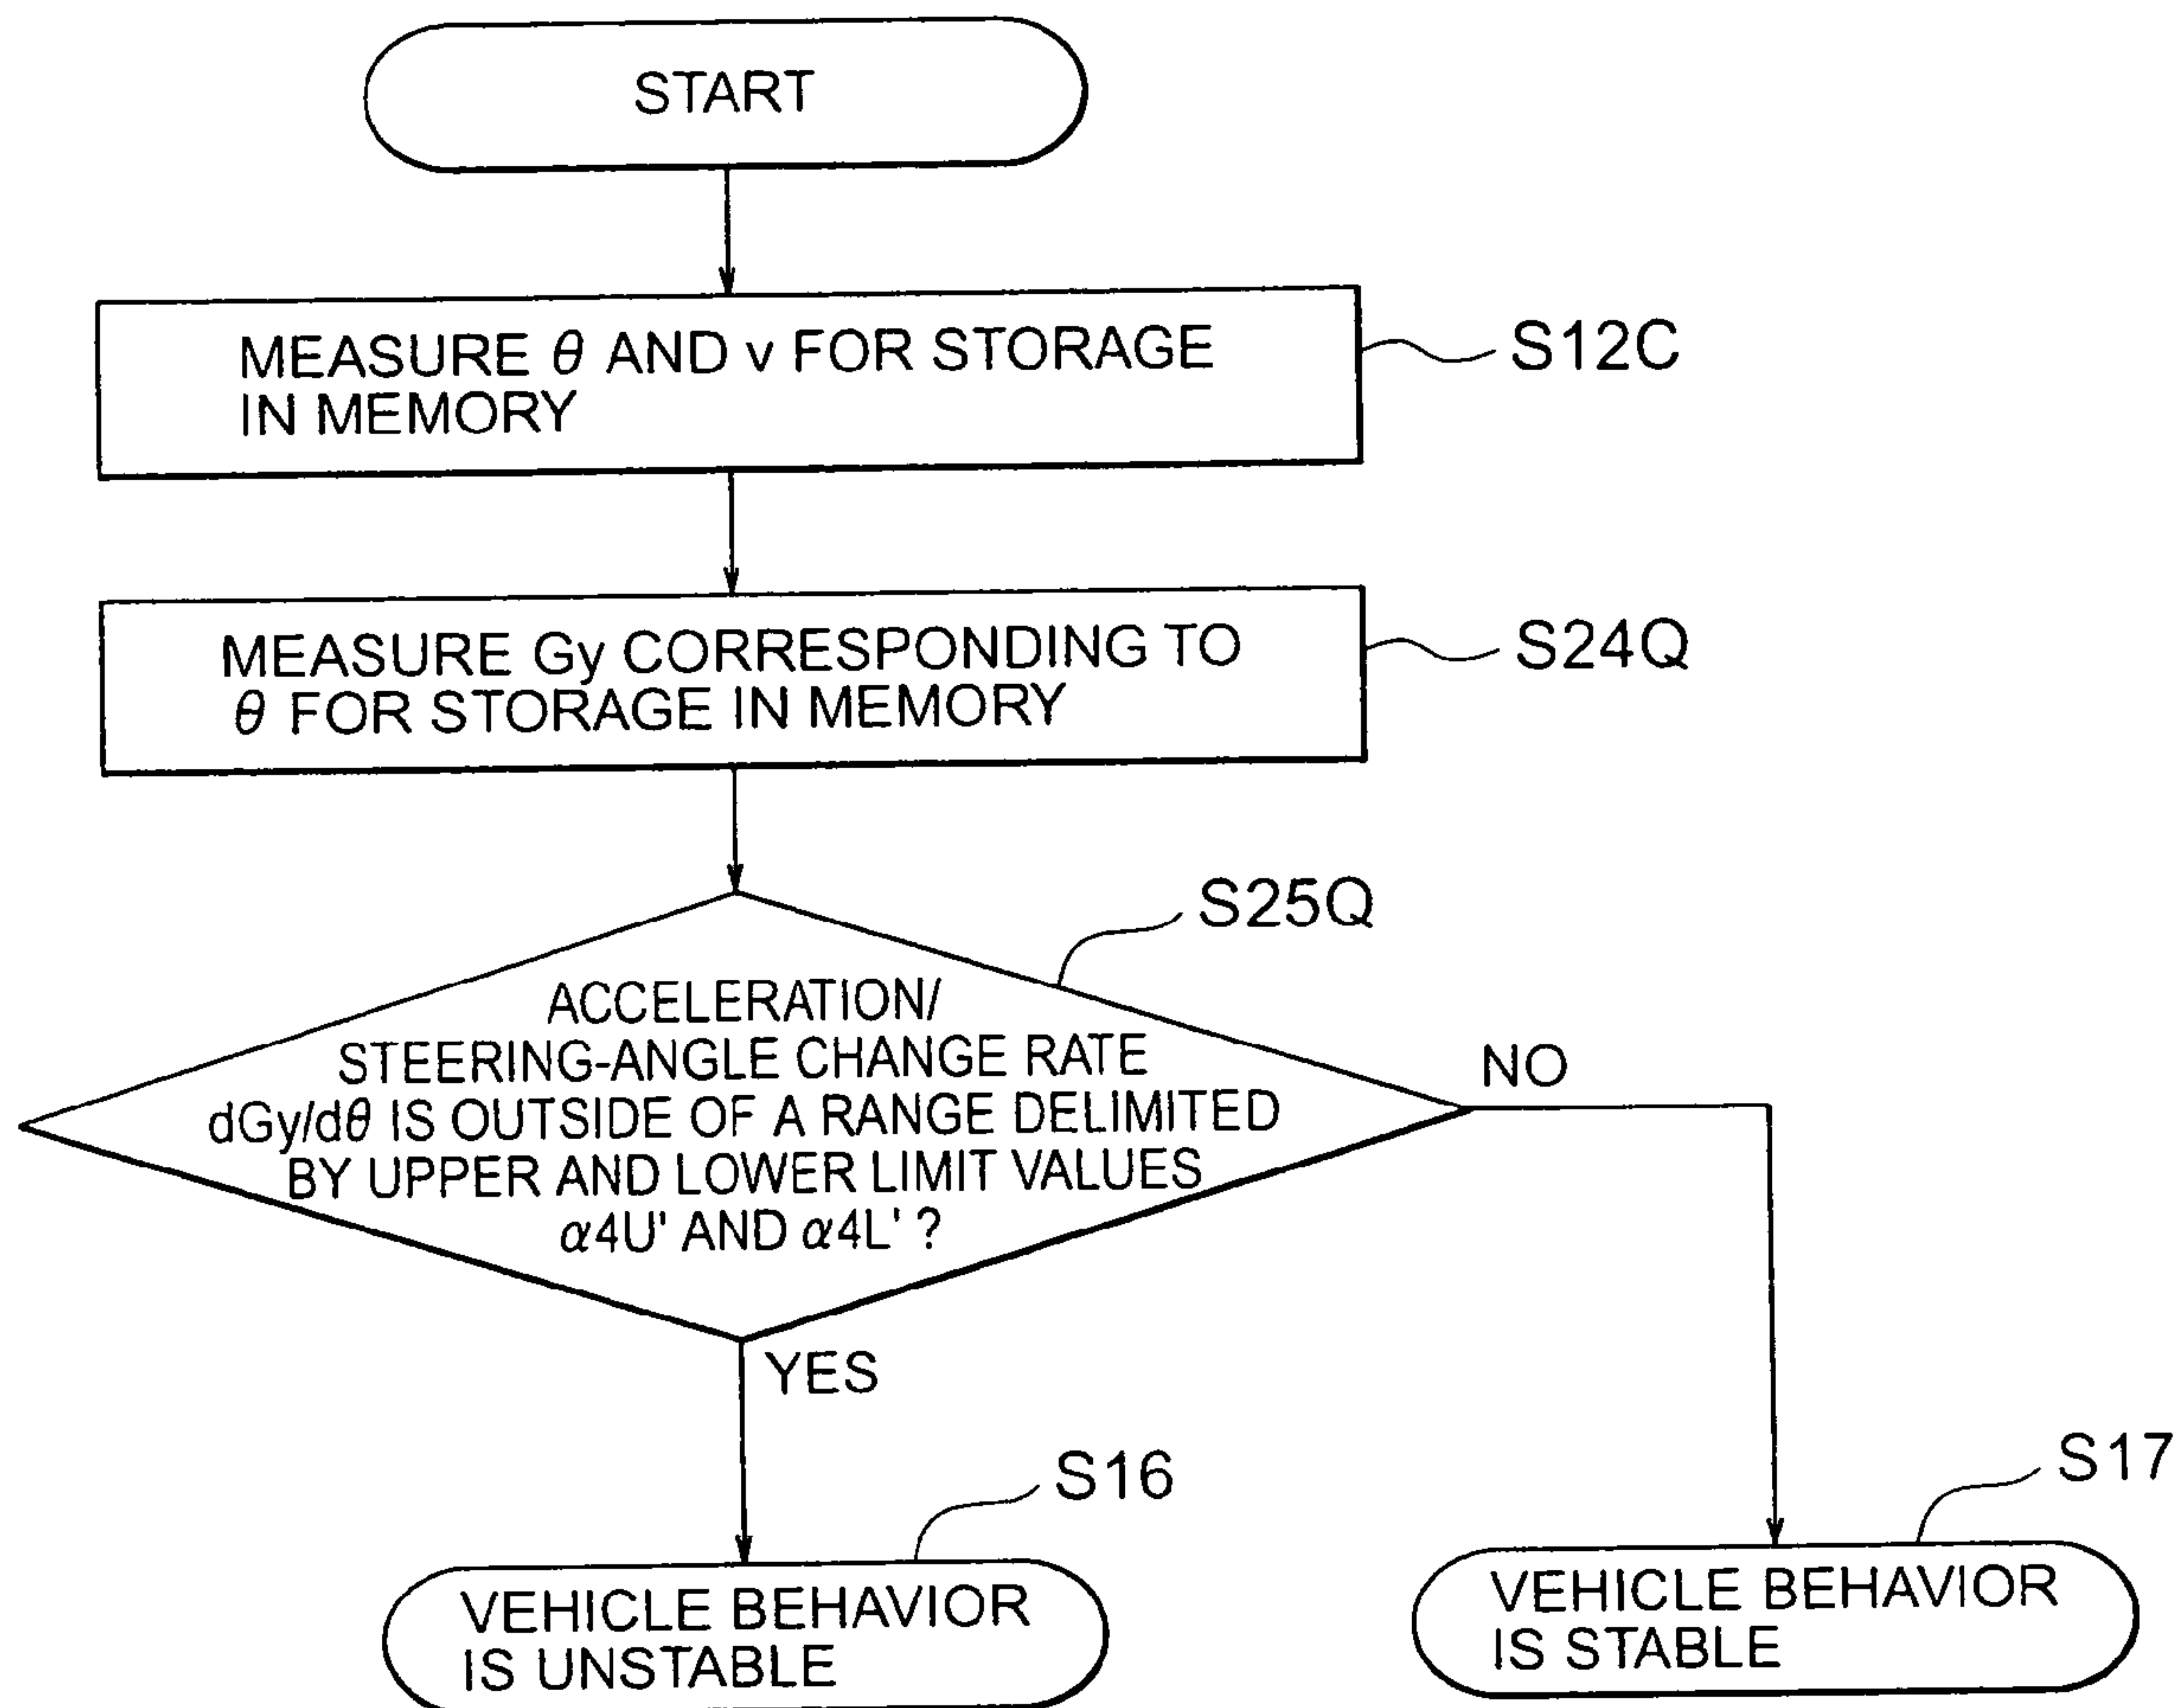 START
MEASURE θ AND v FOR STORAGE
IN MEMORY
S12C
MEASURE Gy CORRESPONDING TO
θ FOR STORAGE IN MEMORY
S24Q
S25Q
ACCELERATION/
STEERING-ANGLE CHANGE RATE
dGy/dθ IS OUTSIDE OF A RANGE DELIMITED
BY UPPER AND LOWER LIMIT VALUES
α4U' AND α4L' ?
NO
YES
S16
VEHICLE BEHAVIOR
IS UNSTABLE
S17
VEHICLE BEHAVIOR
IS STABLE